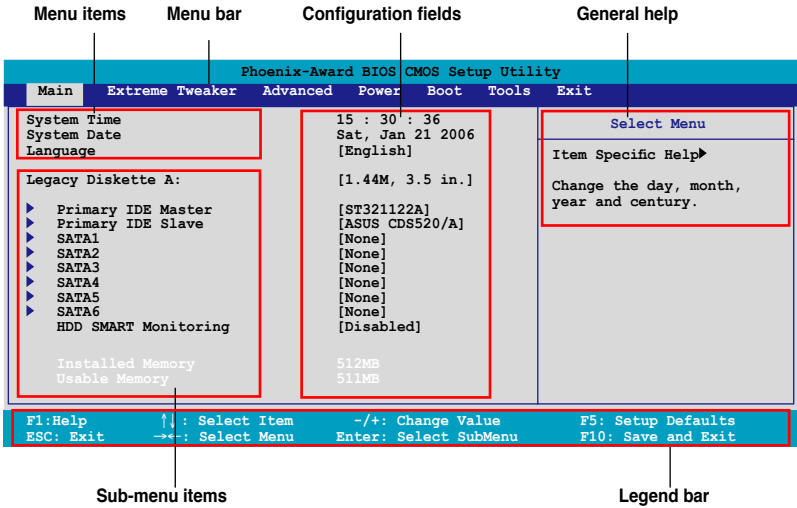 Menu items Menu bar Configuration fields General help
Phoenix-Award BIOS CMOS Setup Utility
Main Extreme Tweaker Advanced Power Boot Tools Exit
System Time 15 : 30 : 36
System Date Sat, Jan 21 2006
Language [English]
Legacy Diskette A: [1.44M, 3.5 in.]
Primary IDE Master [ST321122A]
Primary IDE Slave [ASUS CDS520/A]
SATA1 [None]
SATA2 [None]
SATA3 [None]
SATA4 [None]
SATA5 [None]
SATA6 [None]
HDD SMART Monitoring [Disabled]
Installed Memory 512MB
Usable Memory 511MB
Select Menu
Item Specific Help
Change the day, month,
year and century.
F1:Help ↑↓: Select Item -/+: Change Value F5: Setup Defaults
ESC: Exit →←: Select Menu Enter: Select SubMenu F10: Save and Exit
Sub-menu items Legend bar